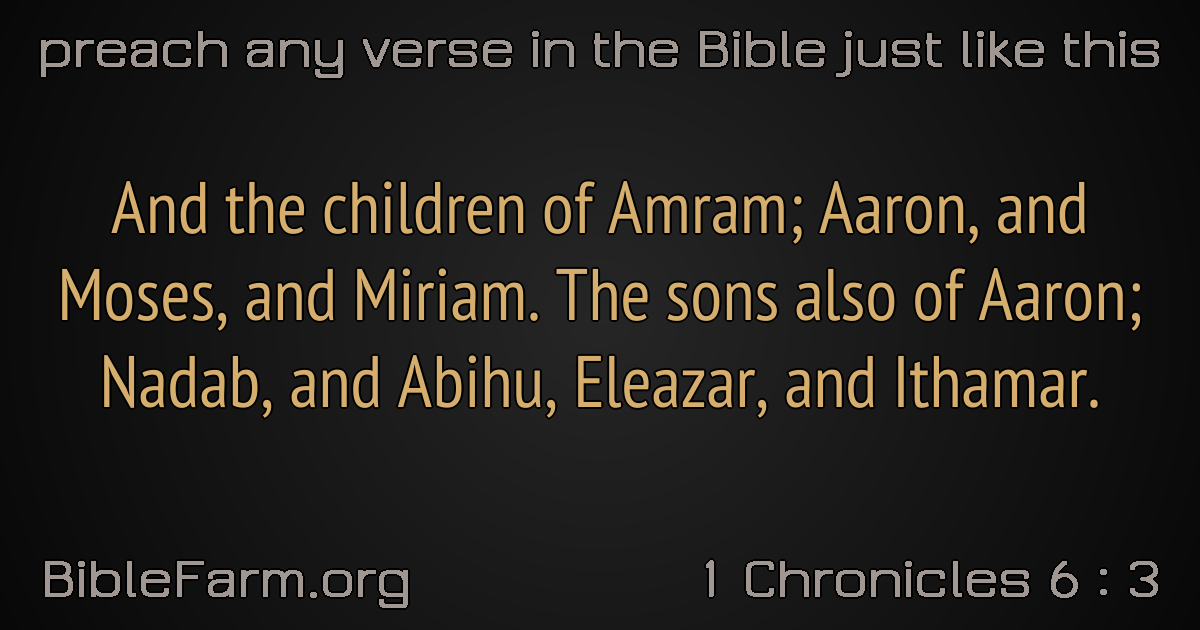 preach any verse in the Bible just like this
And the children of Amram; Aaron, and
Moses, and Miriam. The sons also of Aaron;
Nadab, and Abihu, Eleazar, and Ithamar.
BibleFarm.org
1 Chronicles 6 : 3